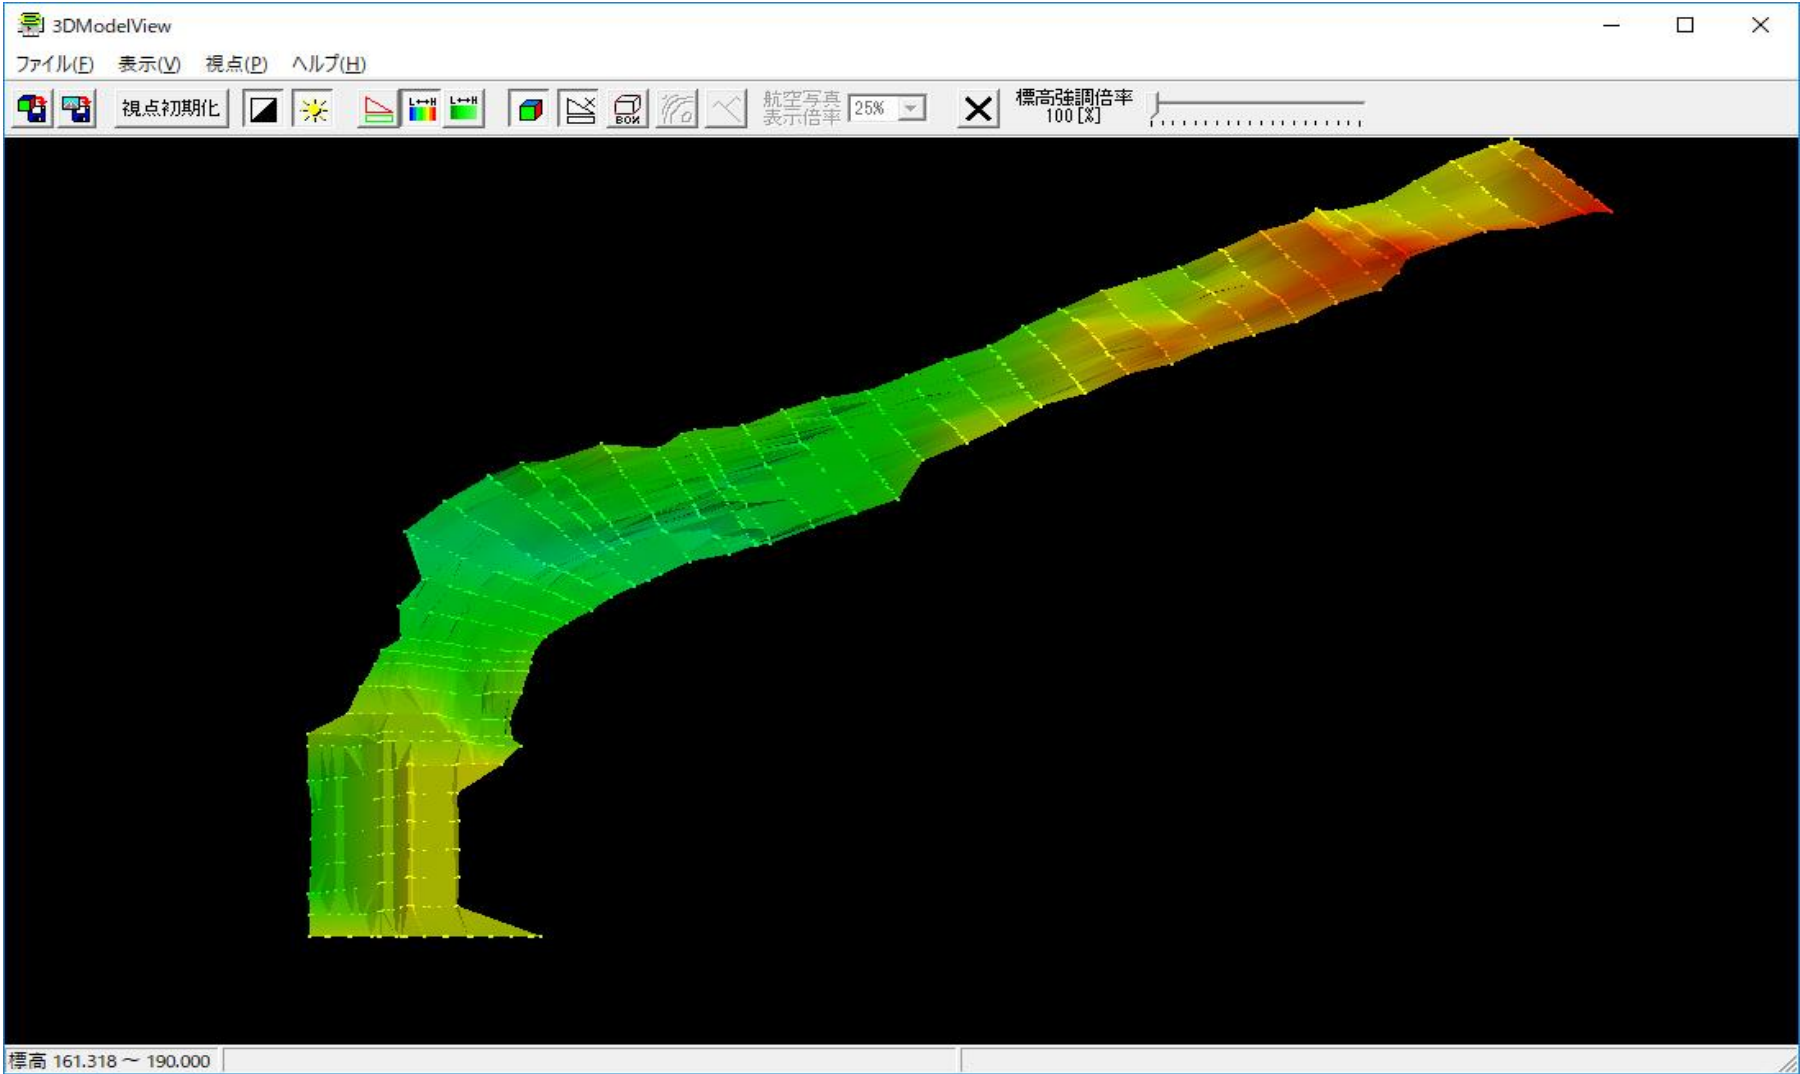 3DModelView
ファイル(F) 表示(V) 視点(P) ヘルプ(H)
視点初期化
L↔H
L↔H
BOX
航空写真
表示倍率
25%
標高強調倍率
100[%]
標高 161.318 ～ 190.000